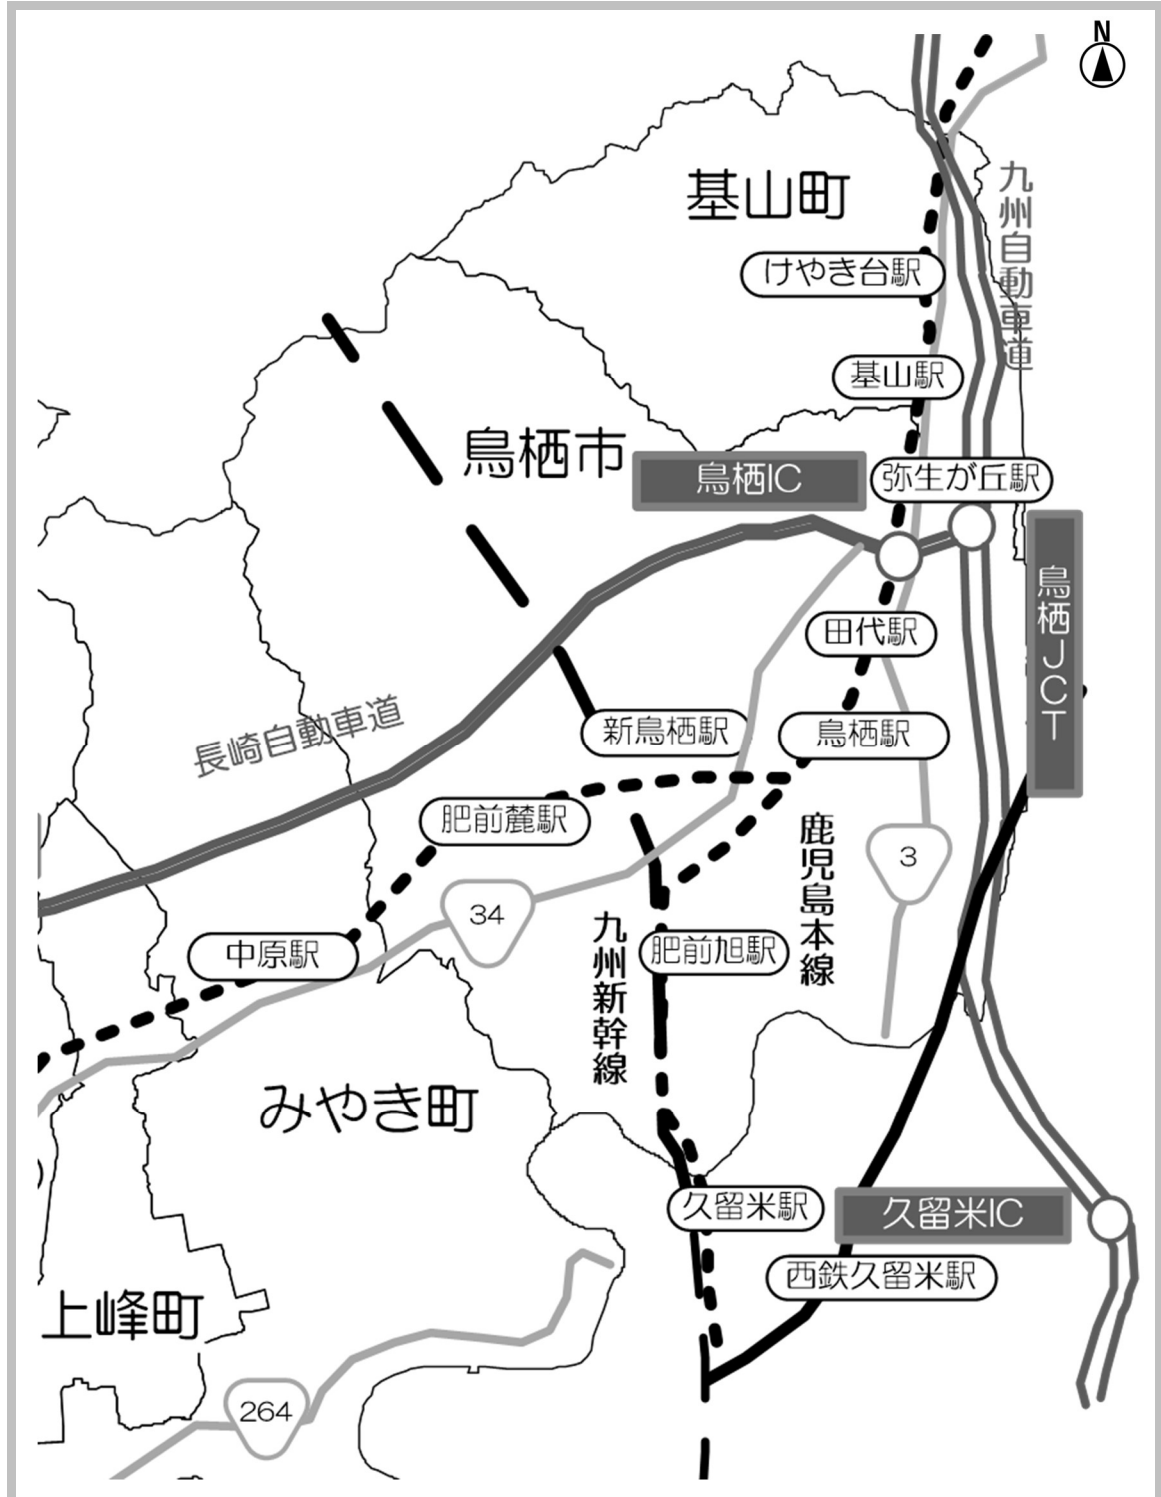 N
基山町
九州自動車道
けやき台駅
基山駅
鳥栖市
鳥栖IC
弥生が丘駅
鳥栖JCT
田代駅
長崎自動車道
新鳥栖駅
鳥栖駅
肥前麓駅
鹿児島本線
3
34
九州新幹線
肥前旭駅
中原駅
みやき町
久留米駅
久留米IC
西鉄久留米駅
上峰町
264